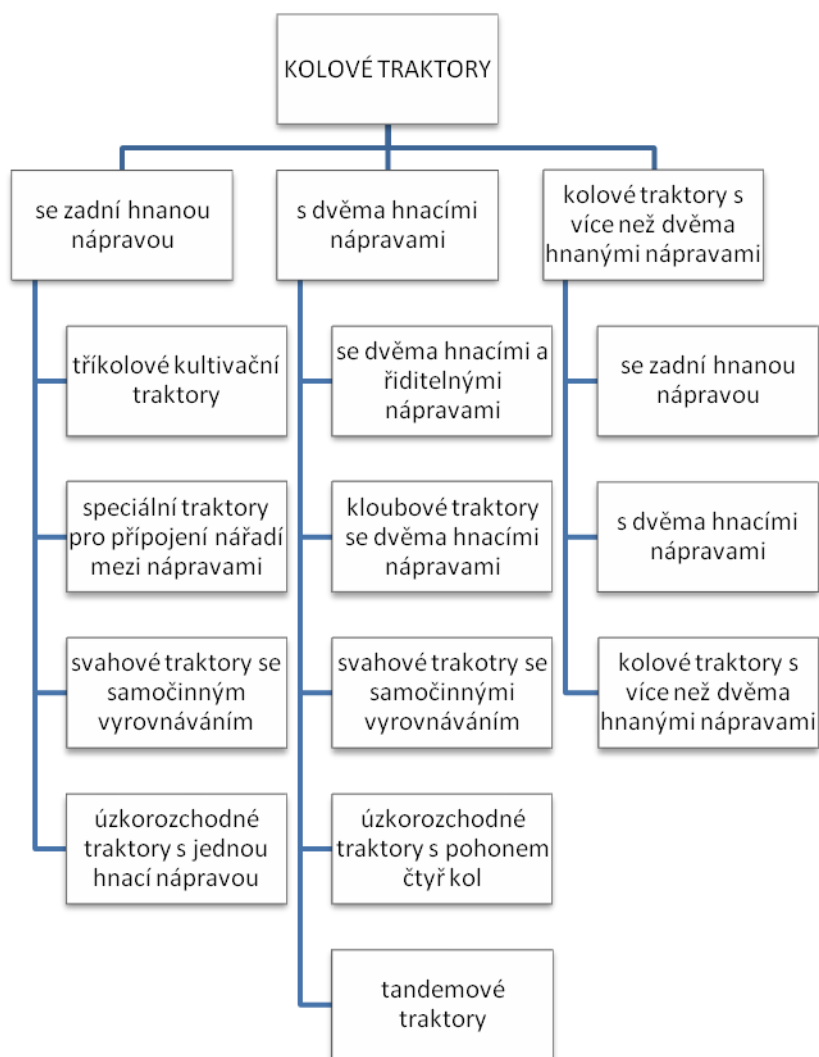 KOLOVÉ TRAKTORY
se zadní hnanou
nápravou
tříkolové kultivační
traktory
speciální traktory
pro přípojení nářadí
mezi nápravami
svahové traktory se
samočinným
vyrovnáváním
úzkorozchodné
traktory s jednou
hnací nápravou
s dvěma hnacími
nápravami
se dvěma hnacími a
řiditelnými
nápravami
kloubové traktory
se dvěma hnacími
nápravami
svahové trakotry se
samočinnými
vyrovnáváním
úzkorozchodné
traktory s pohonem
čtyř kol
tandemové
traktory
kolové traktory s
více než dvěma
hnanými nápravami
se zadní hnanou
nápravou
s dvěma hnacími
nápravami
kolové traktory s
více než dvěma
hnanými nápravami